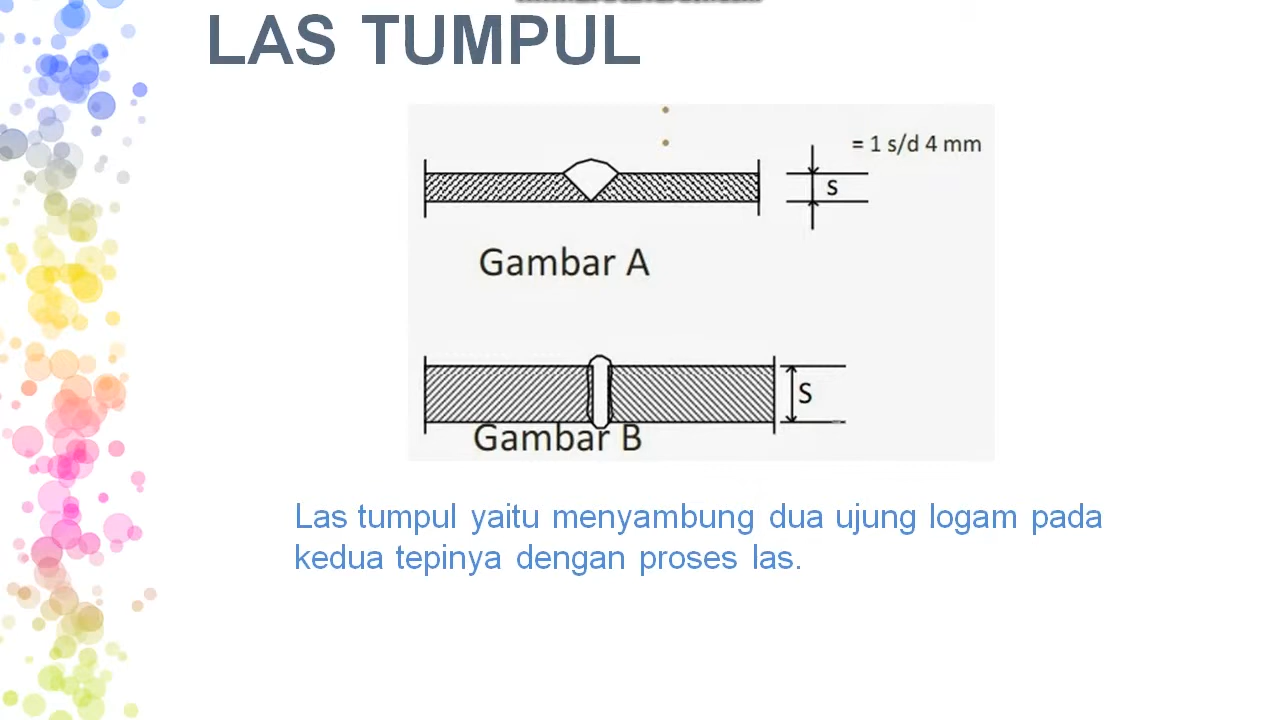 LAS TUMPUL
= 1 s/d 4 mm
s
Gambar A
S
Gambar B
Las tumpul yaitu menyambung dua ujung logam pada
kedua tepinya dengan proses las.